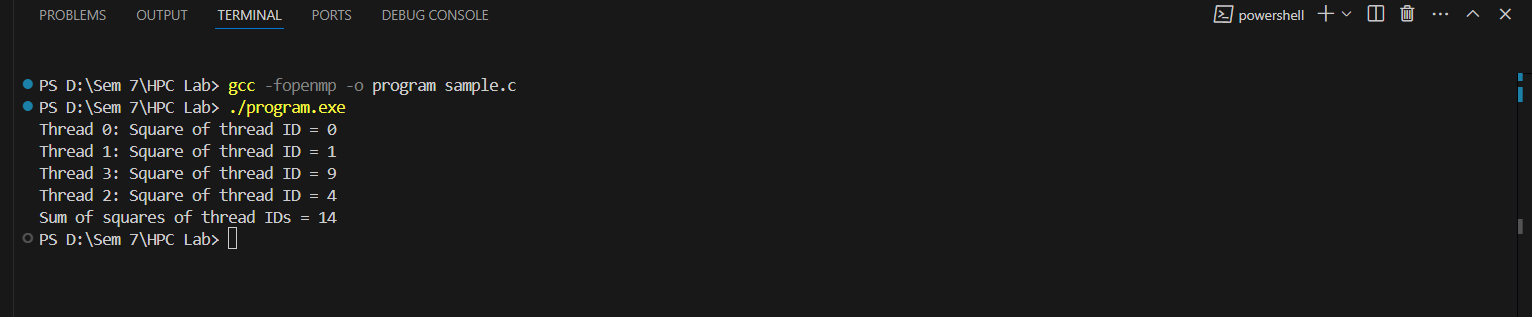 PROBLEMS OUTPUT TERMINAL PORTS DEBUG CONSOLE powershell
PS D:\Sem 7\HPC Lab> gcc -fopenmp -o program sample.c
PS D:\Sem 7\HPC Lab> ./program.exe
Thread 0: Square of thread ID = 0
Thread 1: Square of thread ID = 1
Thread 3: Square of thread ID = 9
Thread 2: Square of thread ID = 4
Sum of squares of thread IDs = 14
PS D:\Sem 7\HPC Lab>